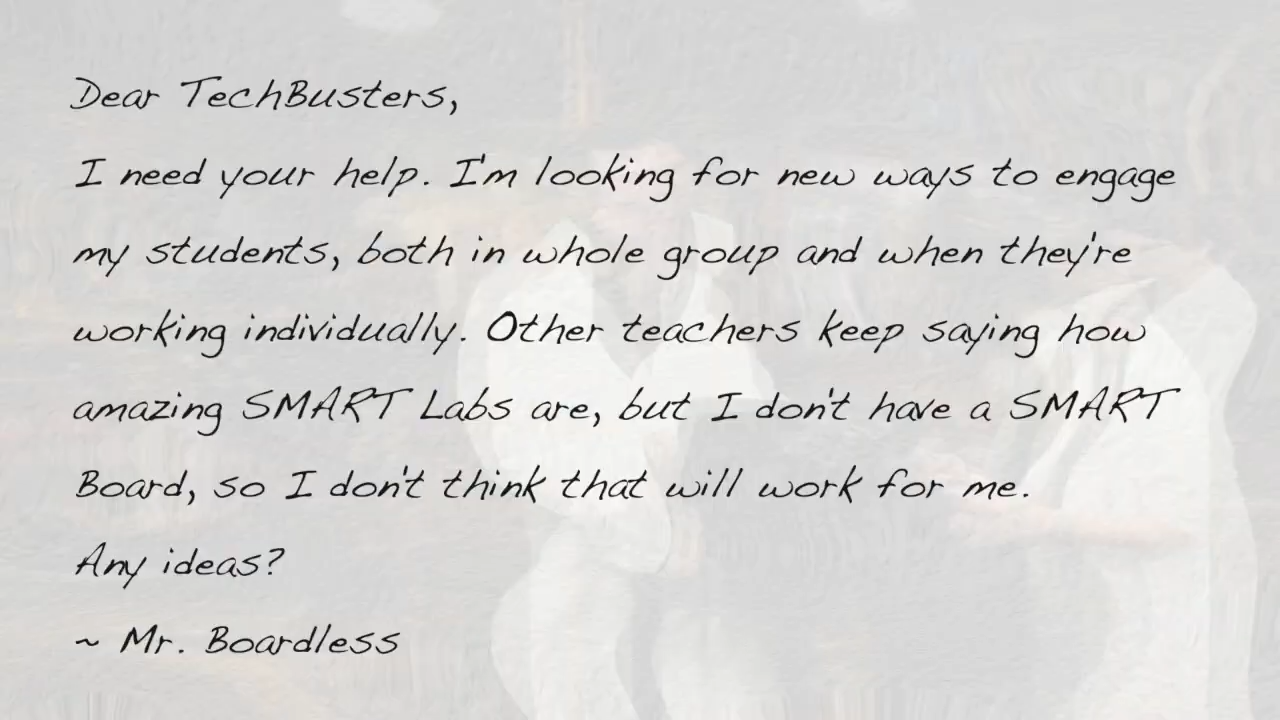 Dear TechBusters,
I need your help. I'm looking for new ways to engage
my students, both in whole group and when they're
working individually. Other teachers keep saying how
amazing SMART Labs are, but I don't have a SMART
Board, so I don't think that will work for me.
Any ideas?
~ Mr. Boardless